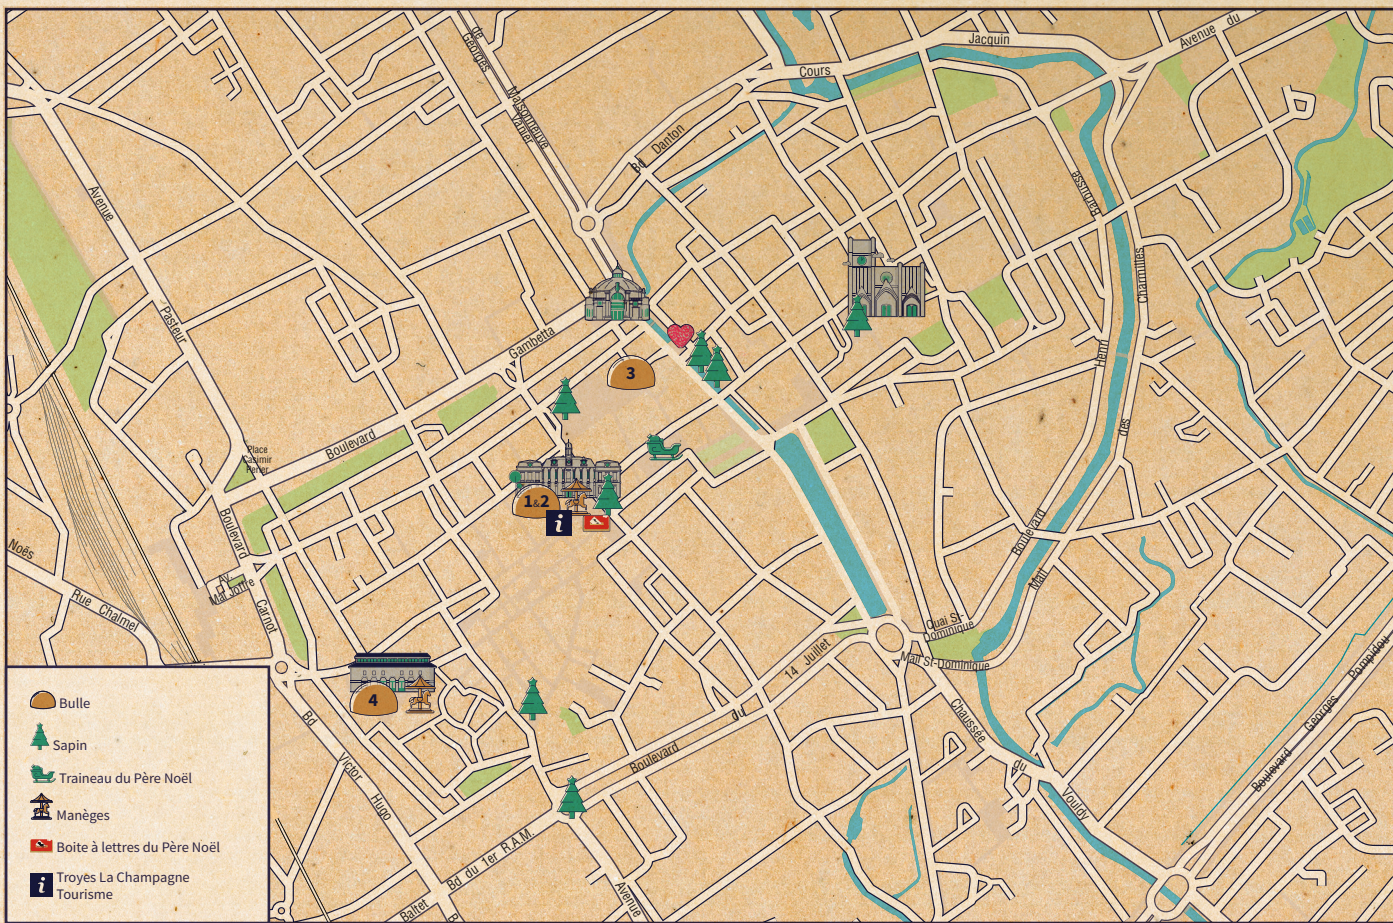 Jacquin
Avenue du
Cours
de
Georges
Maisonneuve
Vanier
Bd Danton
Barbusse
Henri
Charmilles
des
Avenue
Pasteur
Gambetta
Boulevard
Place
Casimir
Perier
3
1&2
i
Boulevard
Av.
Mal Joffre
Carnot
Noës
Rue Chalmel
4
Boulevard
Mail
Quai St-
Dominique
Mail St-Dominique
14 Juillet
du
Boulevard
Chaussée
du
Vouldy
Pompidou
Georges
Boulevard
Bd
Victor
Hugo
Bd du 1er R.A.M.
Baltet
B
Avenue
Bulle
Sapin
Traineau du Père Noël
Manèges
Boite à lettres du Père Noël
i
Troyes La Champagne
Tourisme